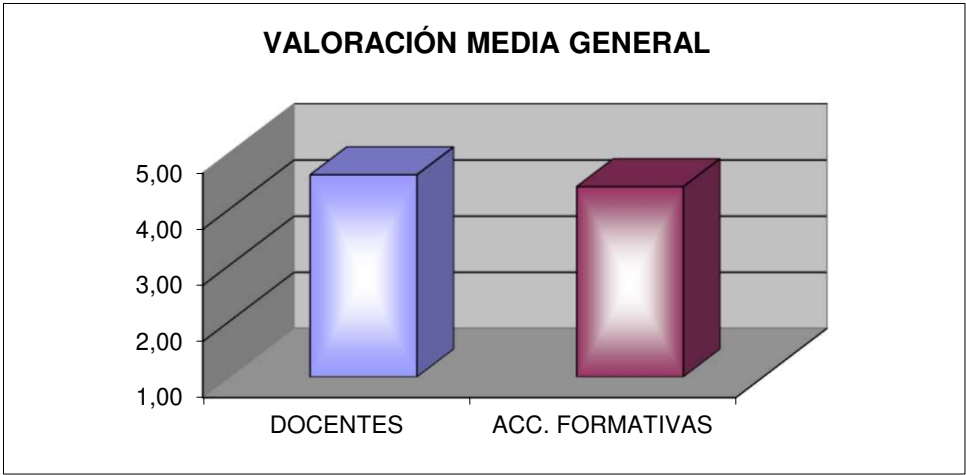 VALORACIÓN MEDIA GENERAL
5,00
4,00
3,00
2,00
1,00
DOCENTES ACC. FORMATIVAS